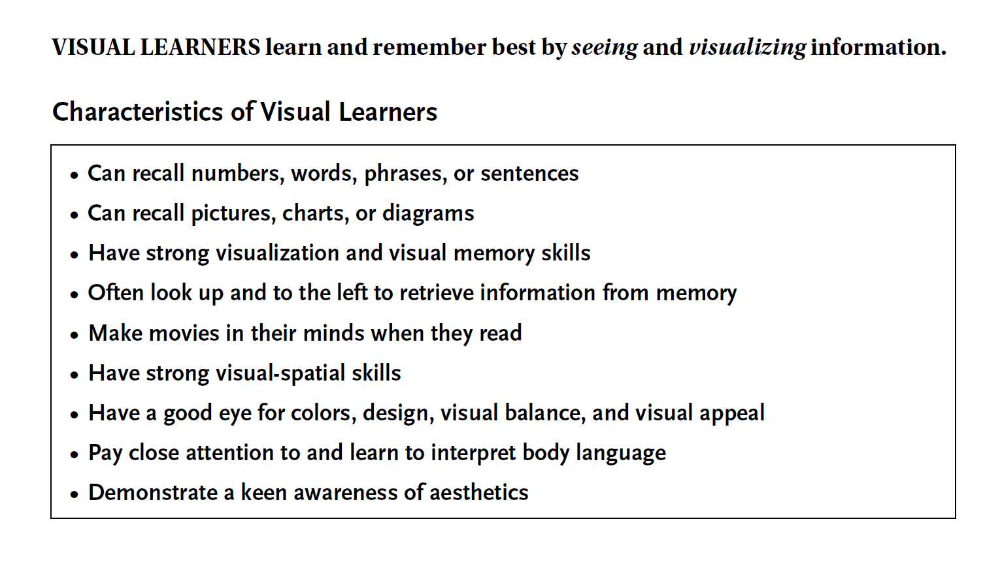 VISUAL LEARNERS learn and remember best by seeing and visualizing information.
Characteristics of Visual Learners
• Can recall numbers, words, phrases, or sentences
• Can recall pictures, charts, or diagrams
• Have strong visualization and visual memory skills
• Often look up and to the left to retrieve information from memory
• Make movies in their minds when they read
• Have strong visual-spatial skills
• Have a good eye for colors, design, visual balance, and visual appeal
• Pay close attention to and learn to interpret body language
• Demonstrate a keen awareness of aesthetics